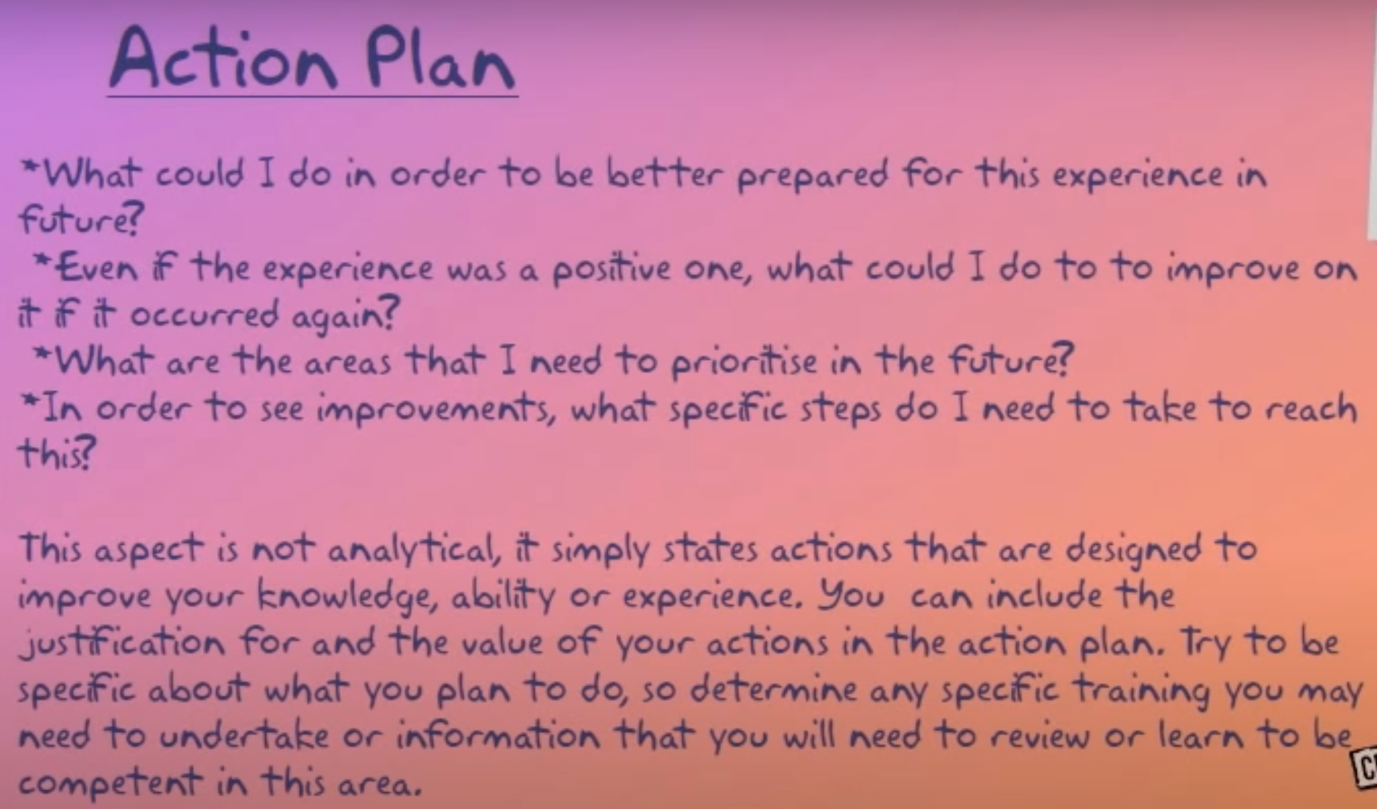 Action Plan
*What could I do in order to be better prepared for this experience in
future?
*Even if the experience was a positive one, what could I do to to improve on
it if it occurred again?
*What are the areas that I need to prioritise in the future?
*In order to see improvements, what specific steps do I need to take to reach
this?
This aspect is not analytical, it simply states actions that are designed to
improve your knowledge, ability or experience. You can include the
justification for and the value of your actions in the action plan. Try to be
specific about what you plan to do, so determine any specific training you may
need to undertake or information that you will need to review or learn to be
competent in this area.